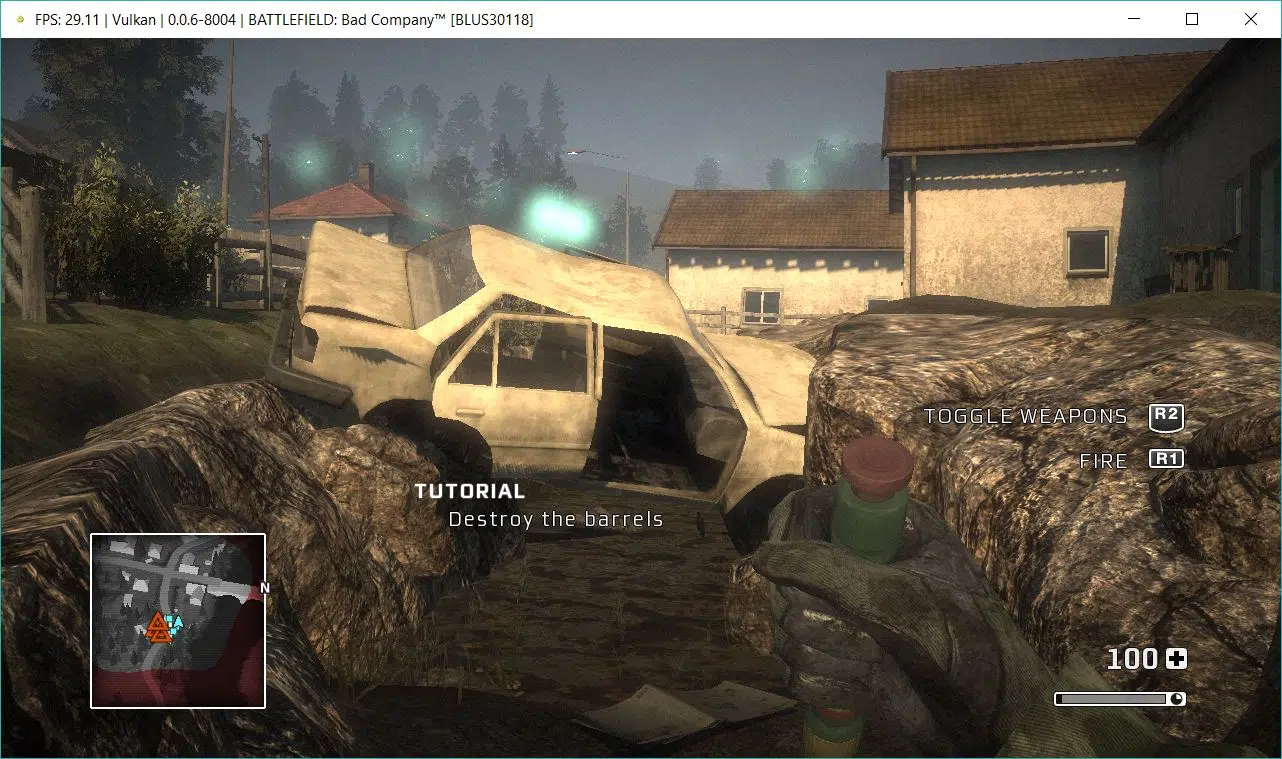 FPS: 29.11 | Vulkan | 0.0.6-8004 | BATTLEFIELD: Bad Company™ [BLUS30118]
TOGGLE WEAPONS R2
FIRE R1
TUTORIAL
Destroy the barrels
N
100